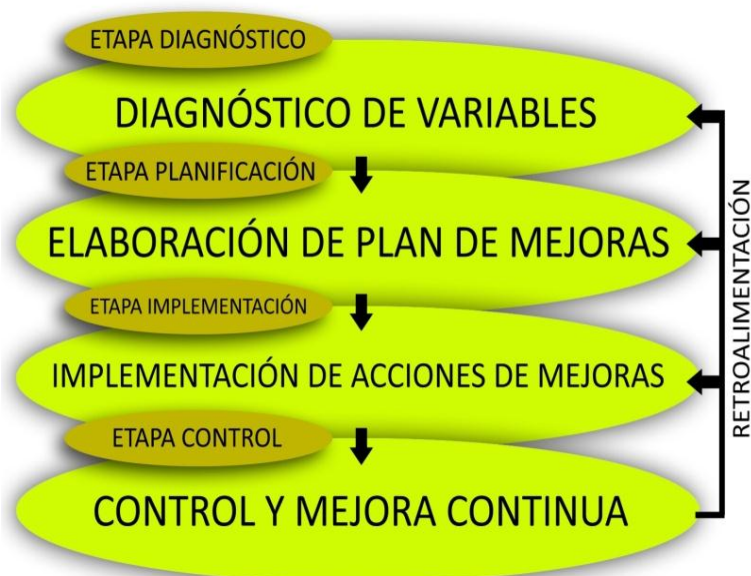 ETAPA DIAGNÓSTICO
DIAGNÓSTICO DE VARIABLES
ETAPA PLANIFICACIÓN
ELABORACIÓN DE PLAN DE MEJORAS
ETAPA IMPLEMENTACIÓN
IMPLEMENTACIÓN DE ACCIONES DE MEJORAS
ETAPA CONTROL
CONTROL Y MEJORA CONTINUA
RETROALIMENTACIÓN